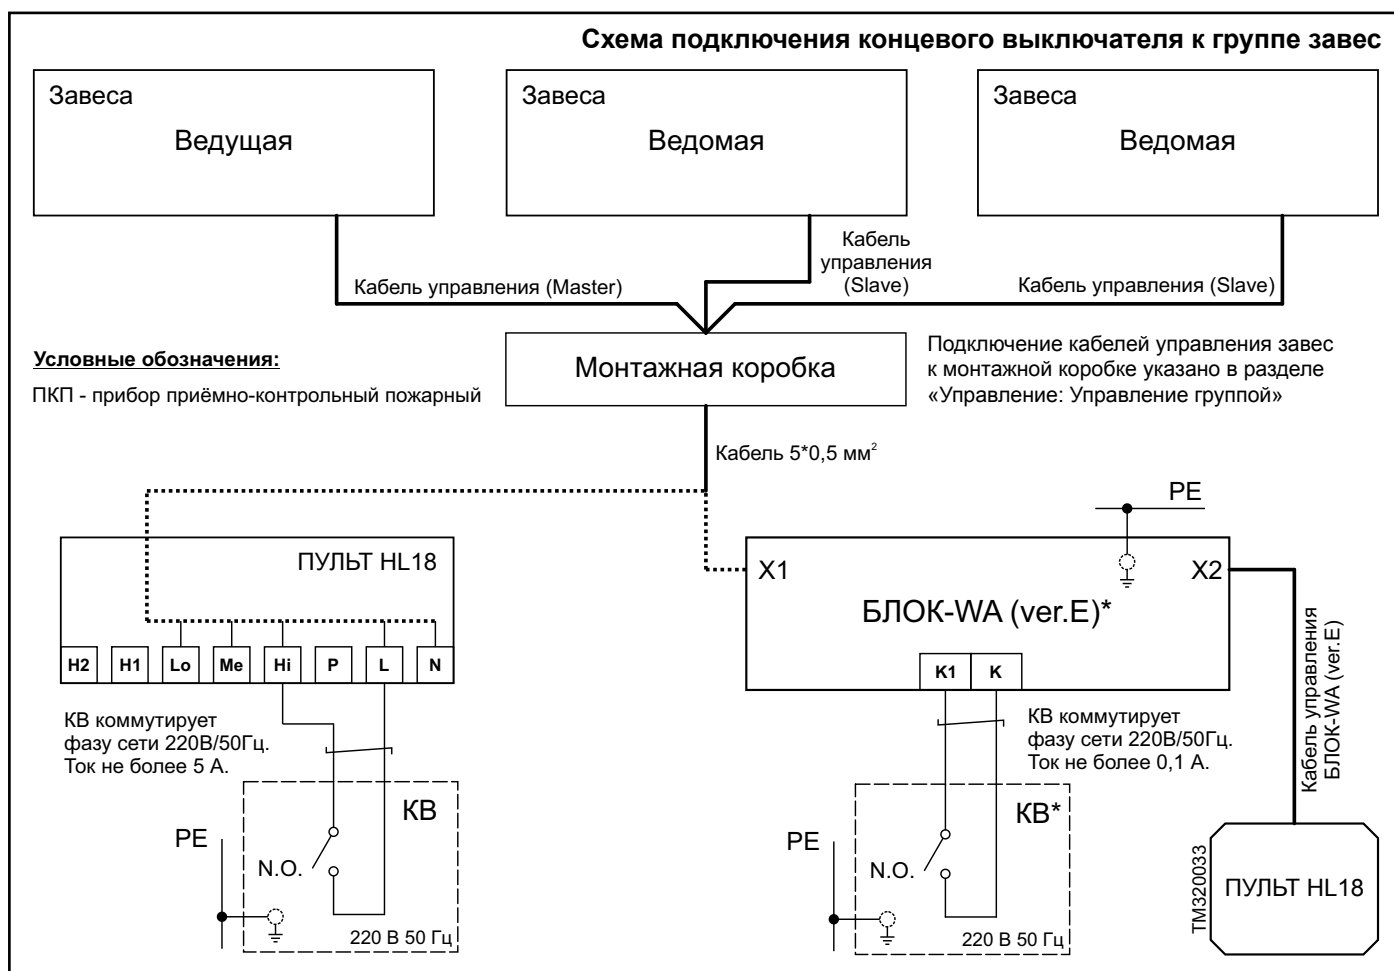 Схема подключения концевого выключателя к группе завес
Завеса
Ведущая
Завеса
Ведомая
Завеса
Ведомая
Кабель управления (Master)
Кабель
управления
(Slave)
Кабель управления (Slave)
Условные обозначения:
ПКП - прибор приёмно-контрольный пожарный
Монтажная коробка
Подключение кабелей управления завес
к монтажной коробке указано в разделе
«Управление: Управление группой»
Кабель 5*0,5 мм²
ПУЛЬТ HL18
H2 H1 Lo Me Hi P L N
КВ коммутирует
фазу сети 220В/50Гц.
Ток не более 5 А.
КВ
PE
N.O.
220 В 50 Гц
PE
X1
X2
БЛОК-WA (ver.E)*
K1 K
КВ коммутирует
фазу сети 220В/50Гц.
Ток не более 0,1 А.
КВ*
PE
N.O.
220 В 50 Гц
Кабель управления
БЛОК-WA (ver.E)
TM320033
ПУЛЬТ HL18